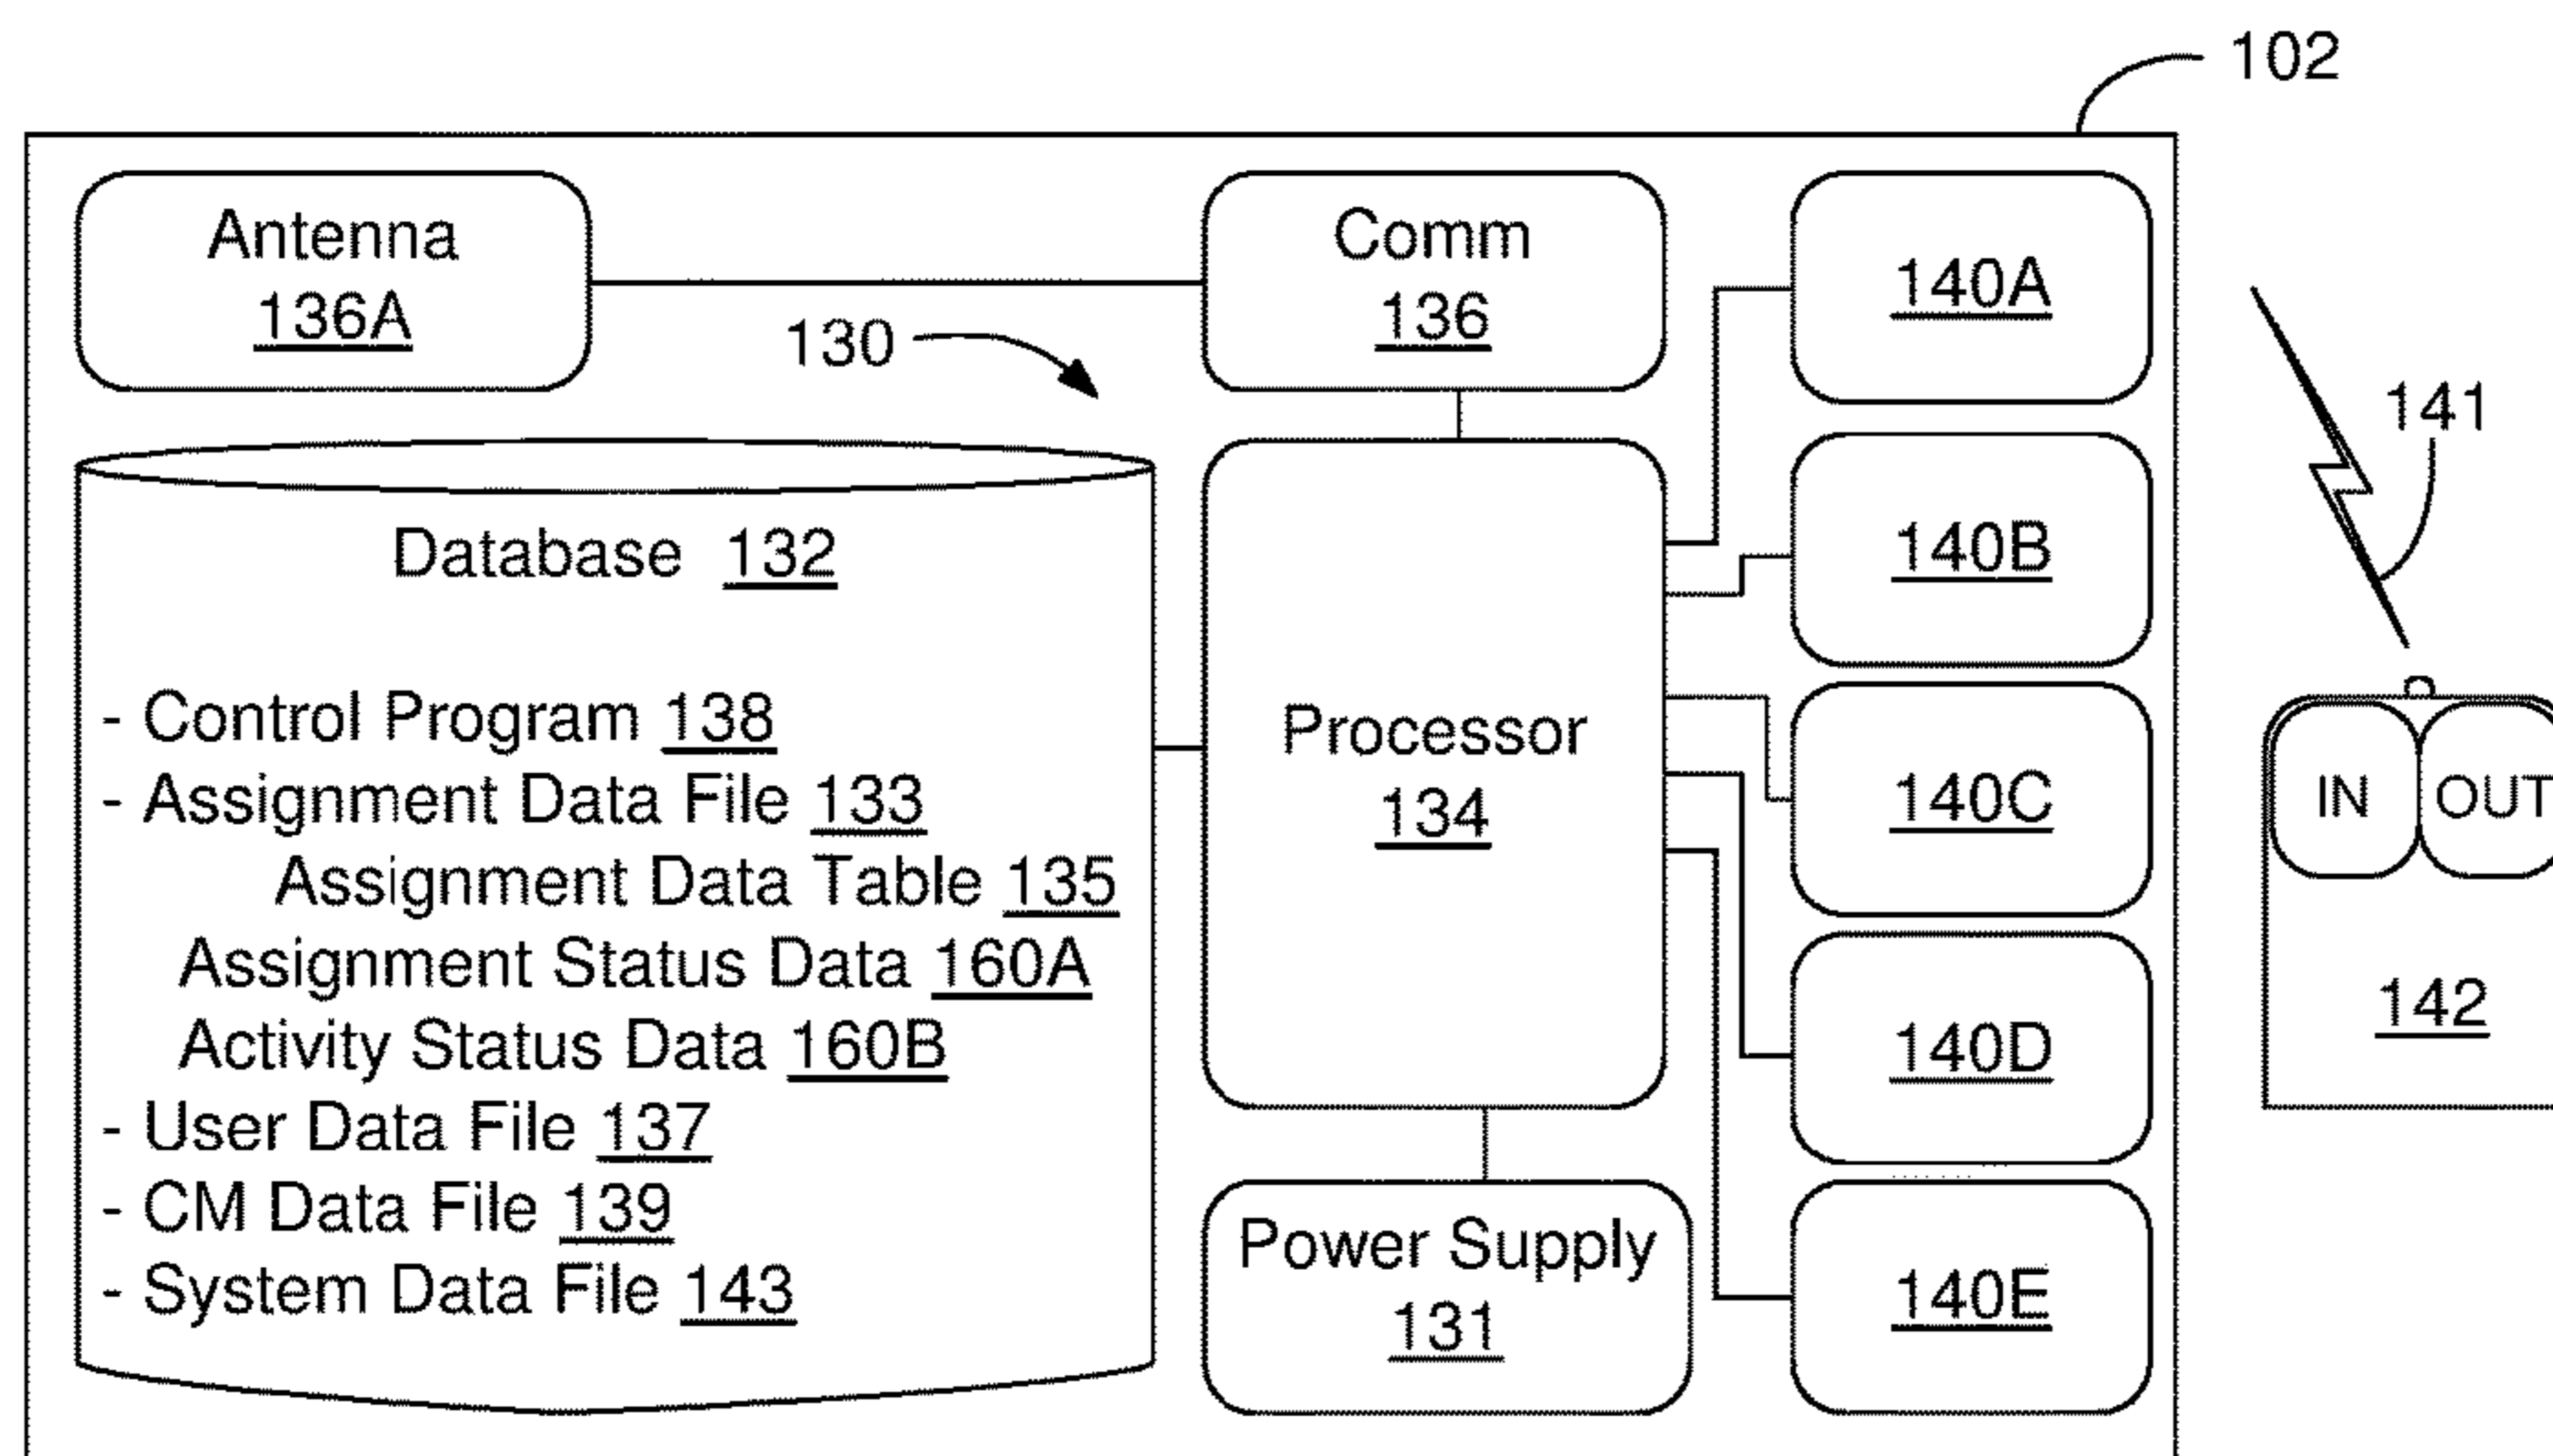 102
Antenna
136A
130
Comm
136
140A
141
Database 132
- Control Program 138
- Assignment Data File 133
Assignment Data Table 135
Assignment Status Data 160A
Activity Status Data 160B
- User Data File 137
- CM Data File 139
- System Data File 143
Processor
134
Power Supply
131
140B
140C
140D
140E
IN OUT
142